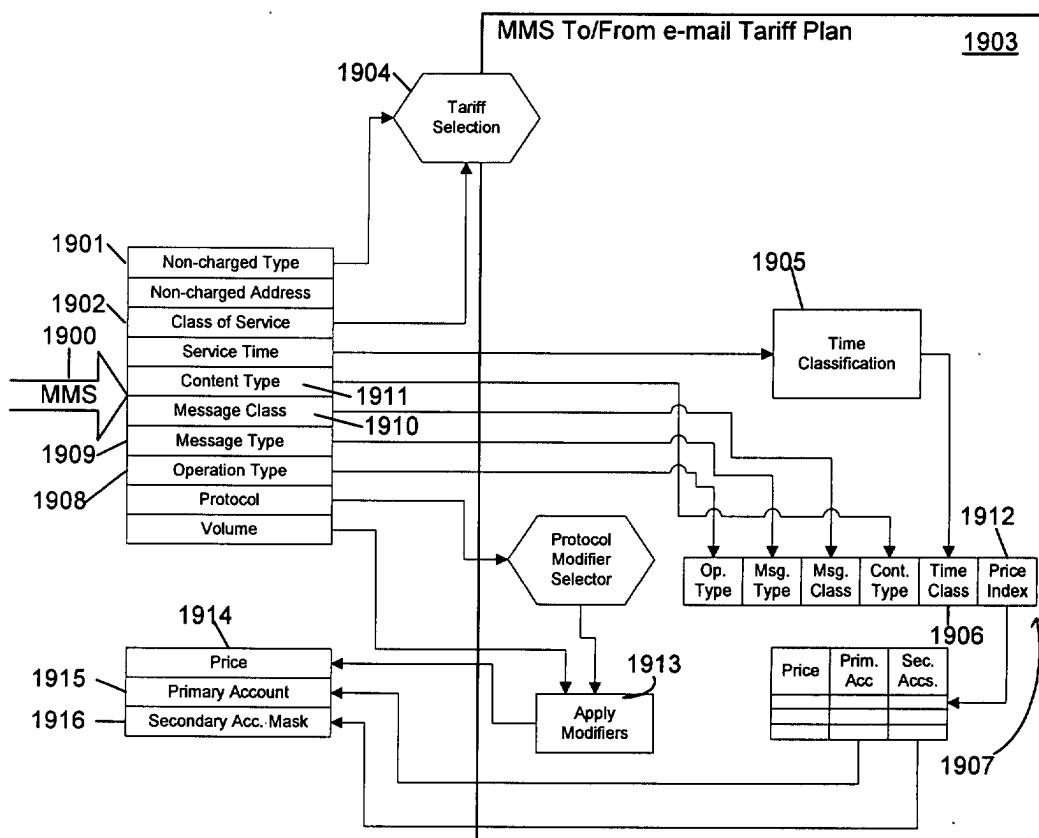 MMS To/From e-mail Tariff Plan
1903
1904
Tariff
Selection
1901
Non-charged Type
Non-charged Address
1902
Class of Service
1900
Service Time
MMS
Content Type
1911
Message Class
1910
1909
Message Type
1908
Operation Type
Protocol
Volume
1905
Time
Classification
Protocol
Modifier
Selector
1912
Op.
Type
Msg.
Type
Msg.
Class
Cont.
Type
Time
Class
Price
Index
1906
1907
Price
Prim.
Acc
Sec.
Accs.
1913
Apply
Modifiers
1914
Price
1915
Primary Account
1916
Secondary Acc. Mask